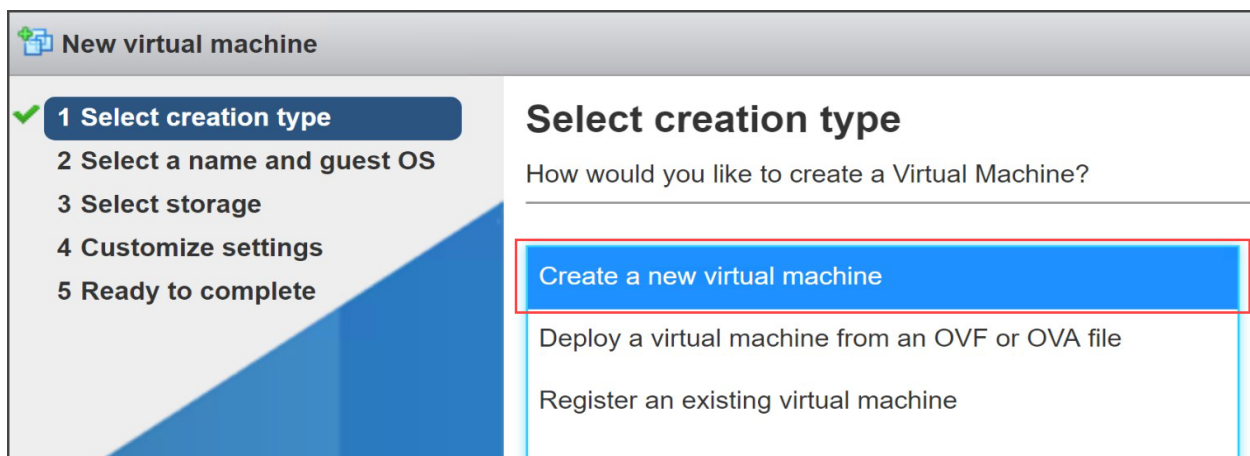 New virtual machine
1 Select creation type
2 Select a name and guest OS
3 Select storage
4 Customize settings
5 Ready to complete
Select creation type
How would you like to create a Virtual Machine?
Create a new virtual machine
Deploy a virtual machine from an OVF or OVA file
Register an existing virtual machine